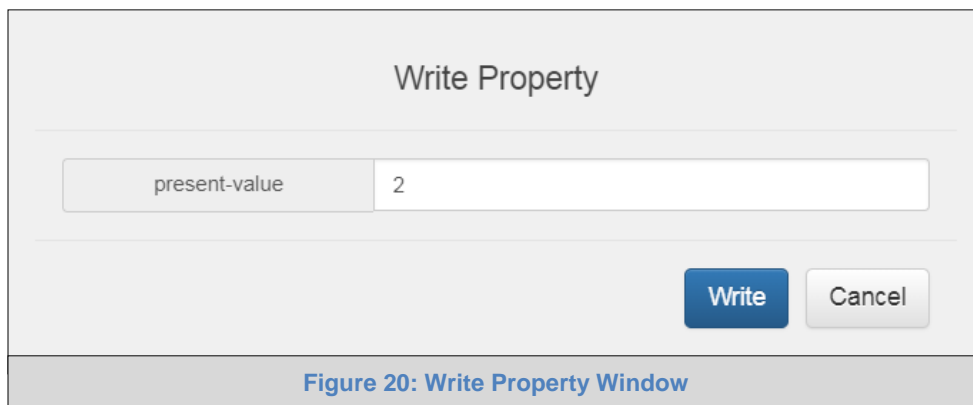 Write Property
present-value 2
Write Cancel
Figure 20: Write Property Window